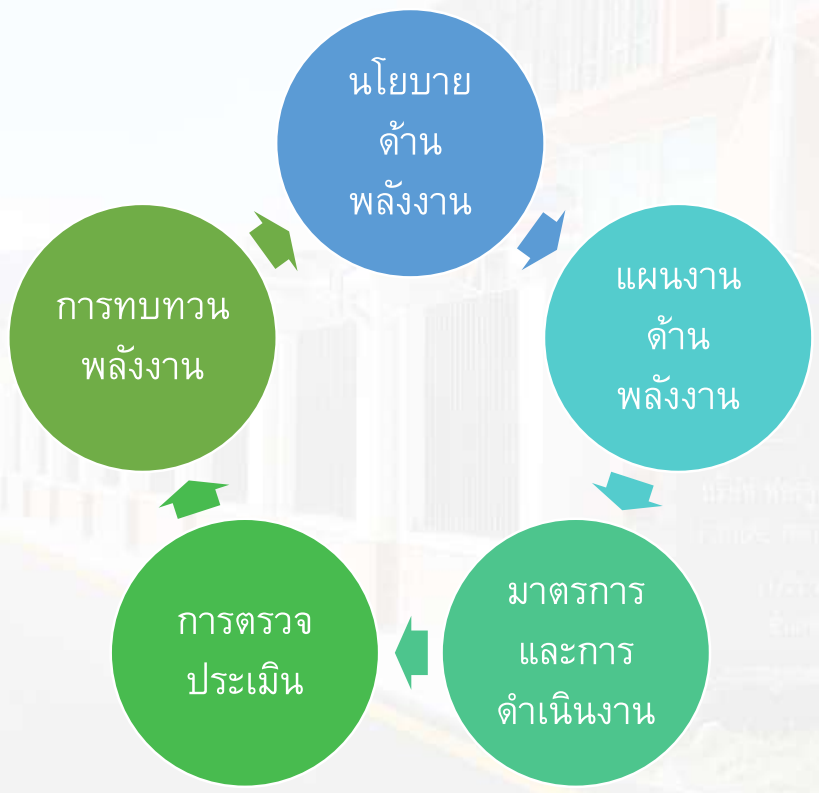 นโยบาย
ด้าน
พลังงาน
แผนงาน
ด้าน
พลังงาน
มาตรการ
และการ
ดำเนินงาน
การตรวจ
ประเมิน
การทบทวน
พลังงาน